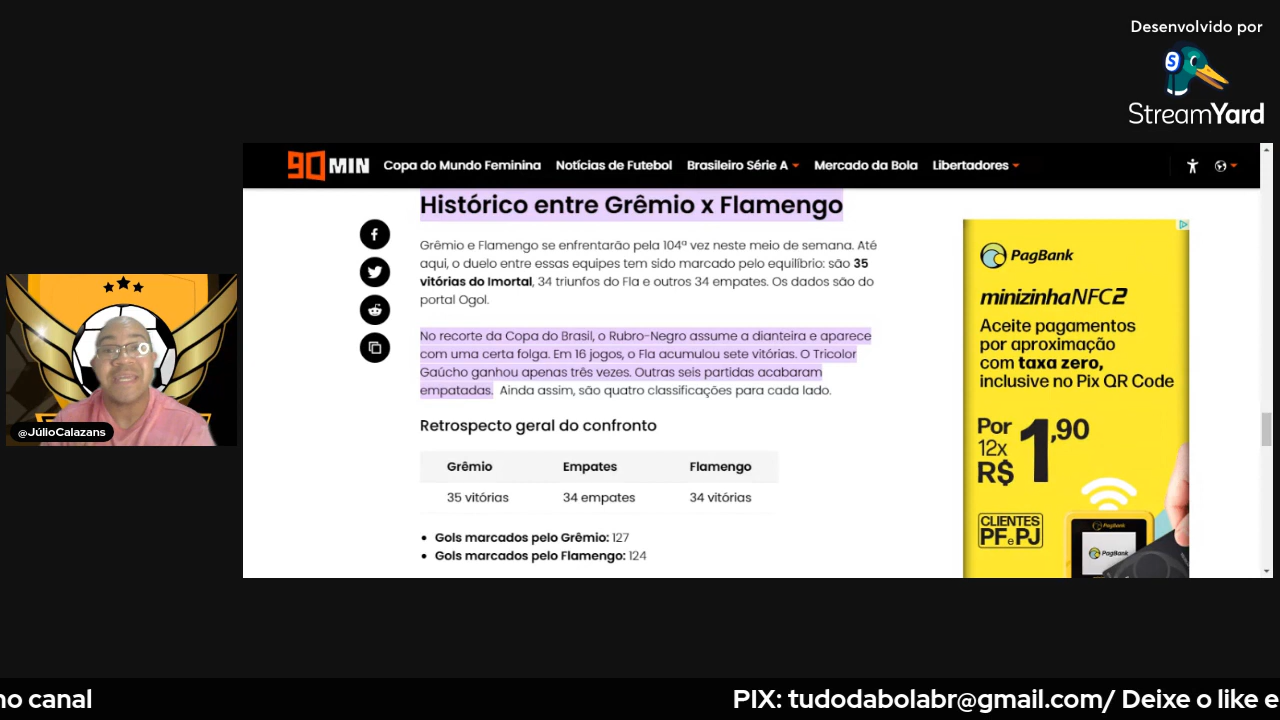 Desenvolvido por
StreamYard
90MIN Copa do Mundo Feminina Notícias de Futebol Brasileiro Série A Mercado da Bola Libertadores
Histórico entre Grêmio x Flamengo
Grêmio e Flamengo se enfrentarão pela 104ª vez neste meio de semana. Até
aqui, o duelo entre essas equipes tem sido marcado pelo equilíbrio: são 35
vitórias do Imortal, 34 triunfos do Fla e outros 34 empates. Os dados são do
portal Ogol.
No recorte da Copa do Brasil, o Rubro-Negro assume a dianteira e aparece
com uma certa folga. Em 16 jogos, o Fla acumulou sete vitórias. O Tricolor
Gaúcho ganhou apenas três vezes. Outras seis partidas acabaram
empatadas. Ainda assim, são quatro classificações para cada lado.
Retrospecto geral do confronto
Grêmio Empates Flamengo
35 vitórias 34 empates 34 vitórias
• Gols marcados pelo Grêmio: 127
• Gols marcados pelo Flamengo: 124
PagBank
minizinhaNFC2
Aceite pagamentos
por aproximação
com taxa zero,
inclusive no Pix QR Code
Por
12x
R$ 1,90
CLIENTES
PF e PJ
PagBank
PagBank
@JúlioCalazans
no canal PIX: tudodabolabr@gmail.com/ Deixe o like e